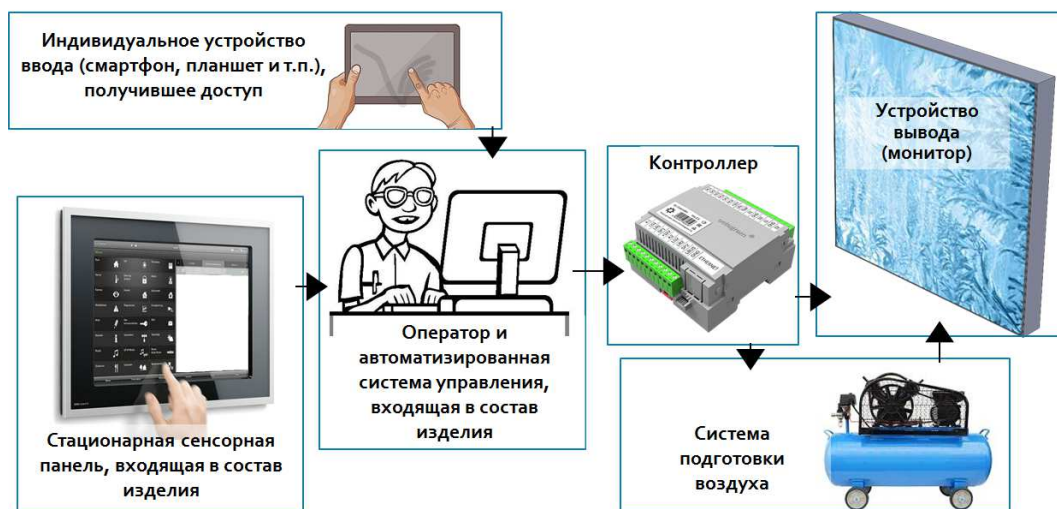 Индивидуальное устройство
ввода (смартфон, планшет и т.п.),
получившее доступ
Стационарная сенсорная
панель, входящая в состав
изделия
Оператор и
автоматизированная
система управления,
входящая в состав
изделия
Контроллер
ETHERNET
Устройство
вывода
(монитор)
Система
подготовки
воздуха